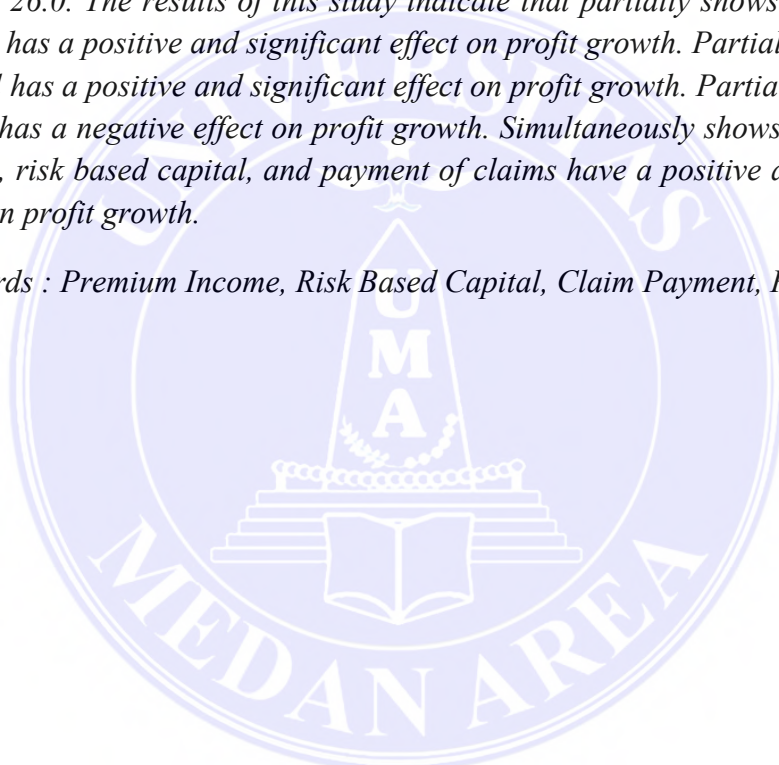 26.0. The results of this study indicate that partially shows
has a positive and significant effect on profit growth. Partial
has a positive and significant effect on profit growth. Partia
has a negative effect on profit growth. Simultaneously shows
, risk based capital, and payment of claims have a positive a
n profit growth.
rds : Premium Income, Risk Based Capital, Claim Payment,
UNIVERSITAS
UMA
MEDAN AREA